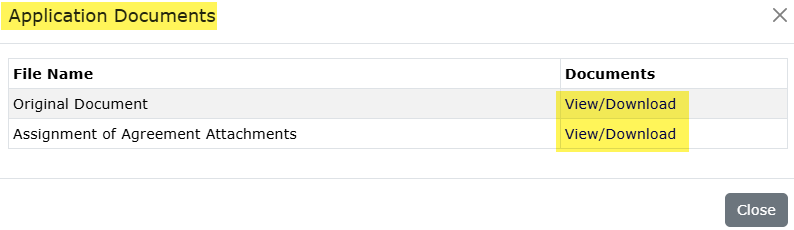 Application Documents
File Name Documents
Original Document View/Download
Assignment of Agreement Attachments View/Download
Close